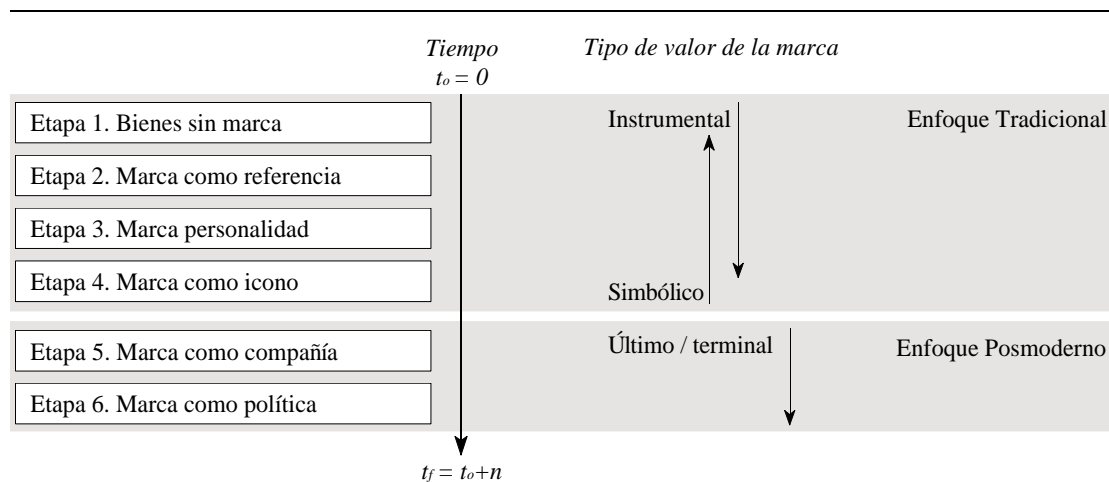 Tiempo
Tipo de valor de la marca
to = 0
Etapa 1. Bienes sin marca
Instrumental
Enfoque Tradicional
Etapa 2. Marca como referencia
Etapa 3. Marca personalidad
Etapa 4. Marca como icono
Simbólico
Etapa 5. Marca como compañía
Último / terminal
Enfoque Posmoderno
Etapa 6. Marca como política
tf = to+n